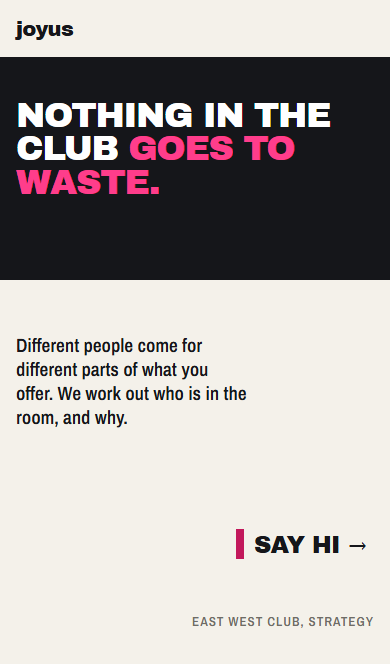 joyus
NOTHING IN THE
CLUB GOES TO
WASTE.
Different people come for
different parts of what you
offer. We work out who is in the
room, and why.
SAY HI →
EAST WEST CLUB, STRATEGY